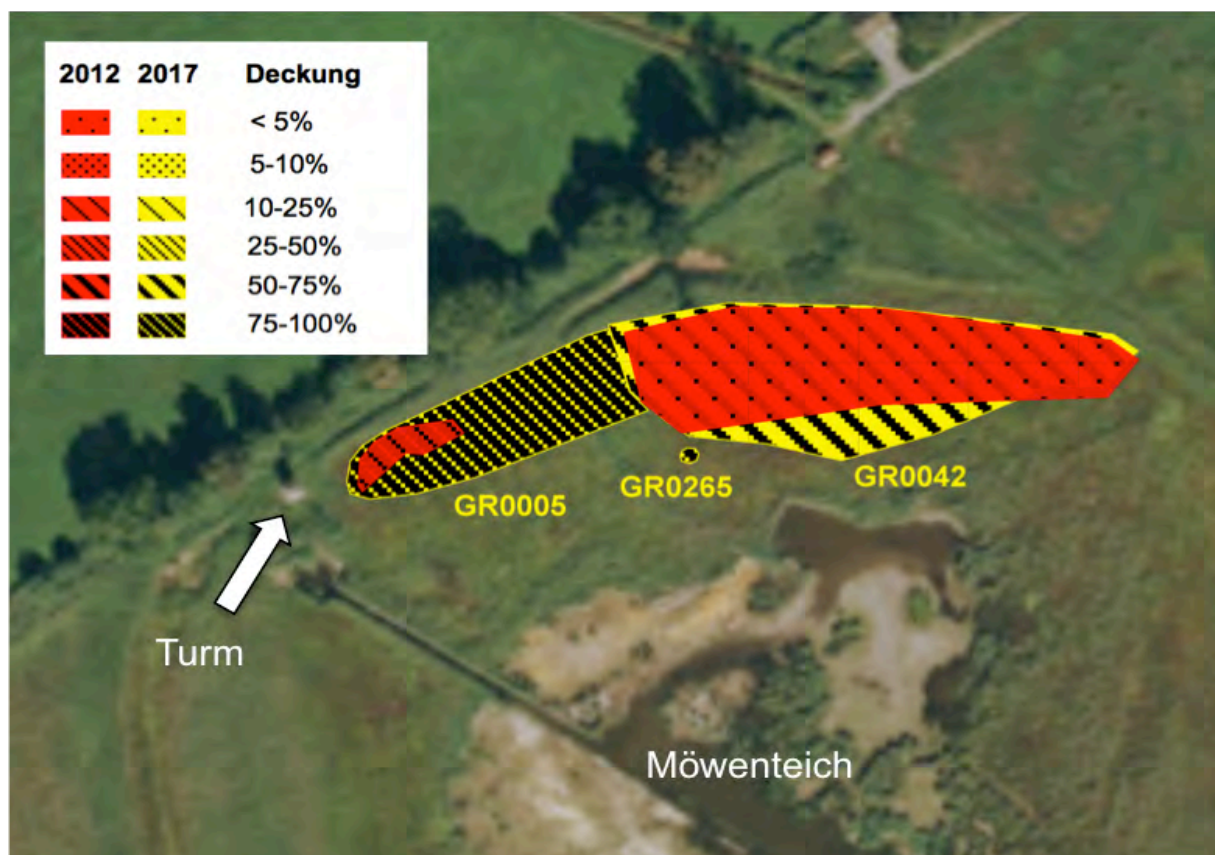 2012 2017 Deckung
< 5%
5-10%
10-25%
25-50%
50-75%
75-100%
GR0005
GR0265
GR0042
Turm
Möwenteich